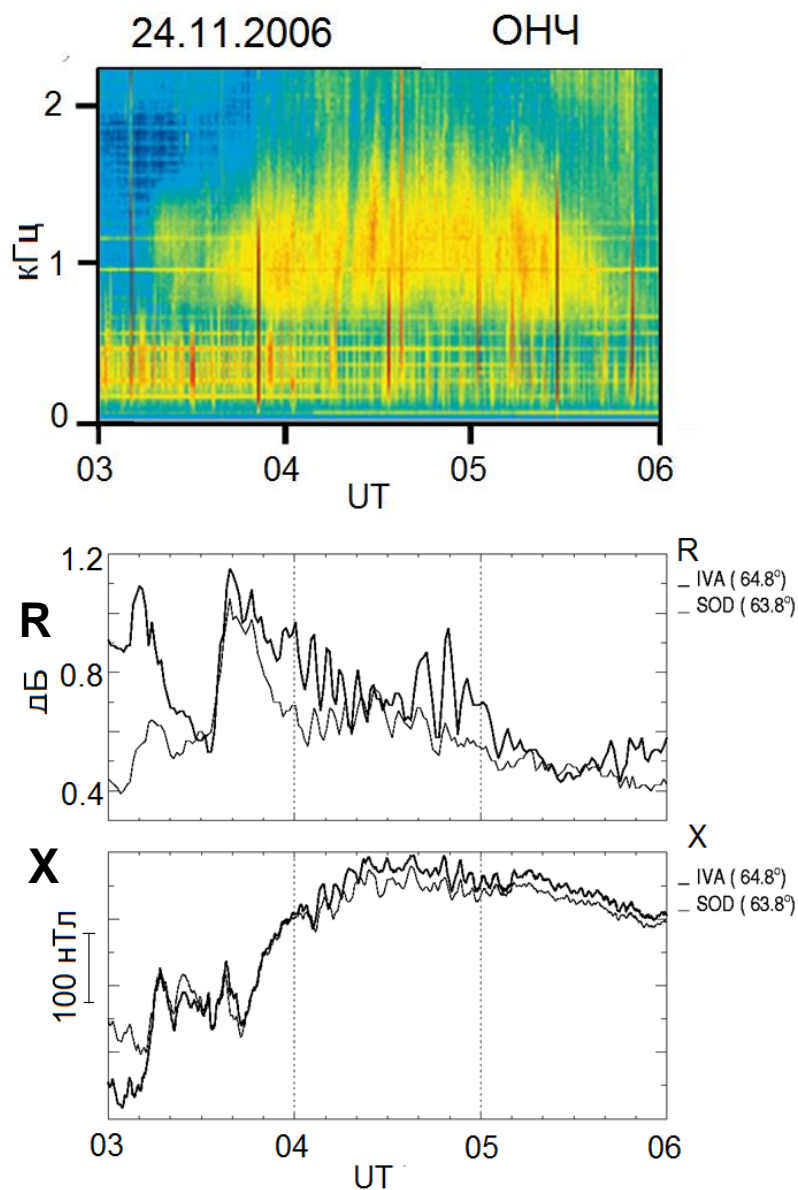 24.11.2006 ОНЧ
2
кГц
1
0
03 04 05 06
UT
1.2
R
IVA ( 64.8°)
SOD ( 63.8°)
R
дБ
0.8
0.4
X
X
IVA ( 64.8°)
SOD ( 63.8°)
100 нТл
03 04 05 06
UT